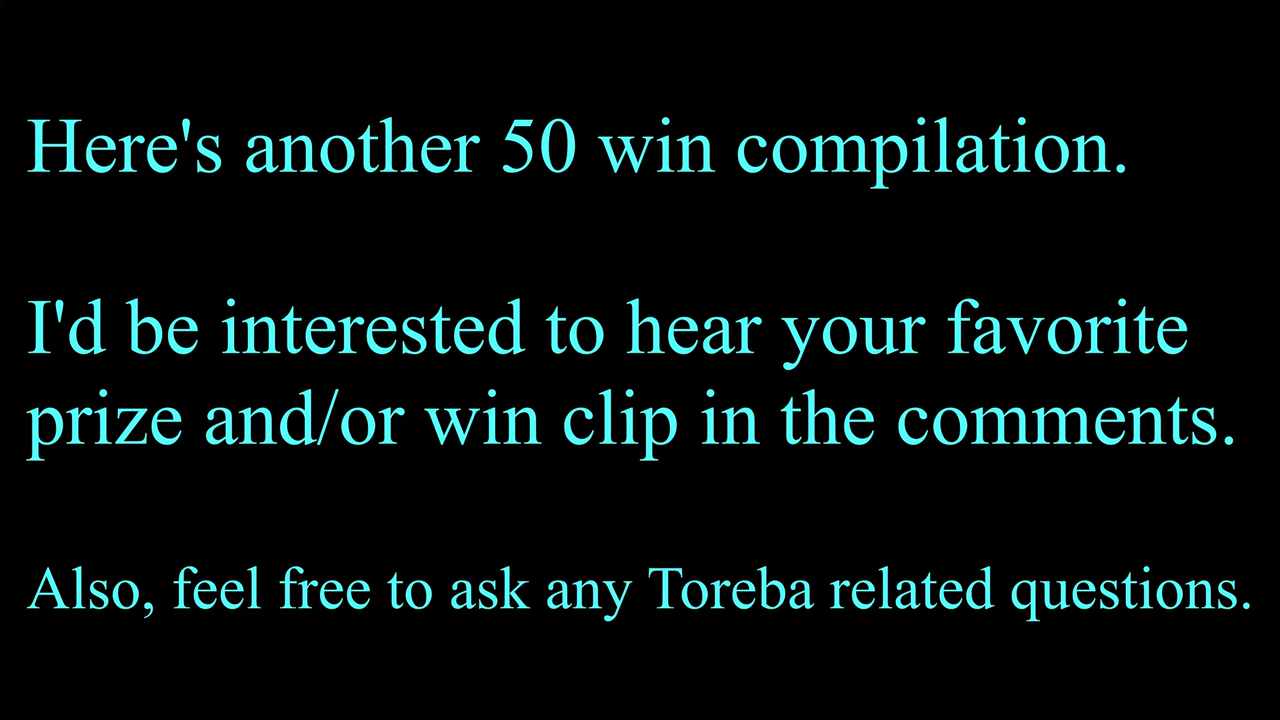 Here's another 50 win compilation.
I'd be interested to hear your favorite
prize and/or win clip in the comments.
Also, feel free to ask any Toreba related questions.